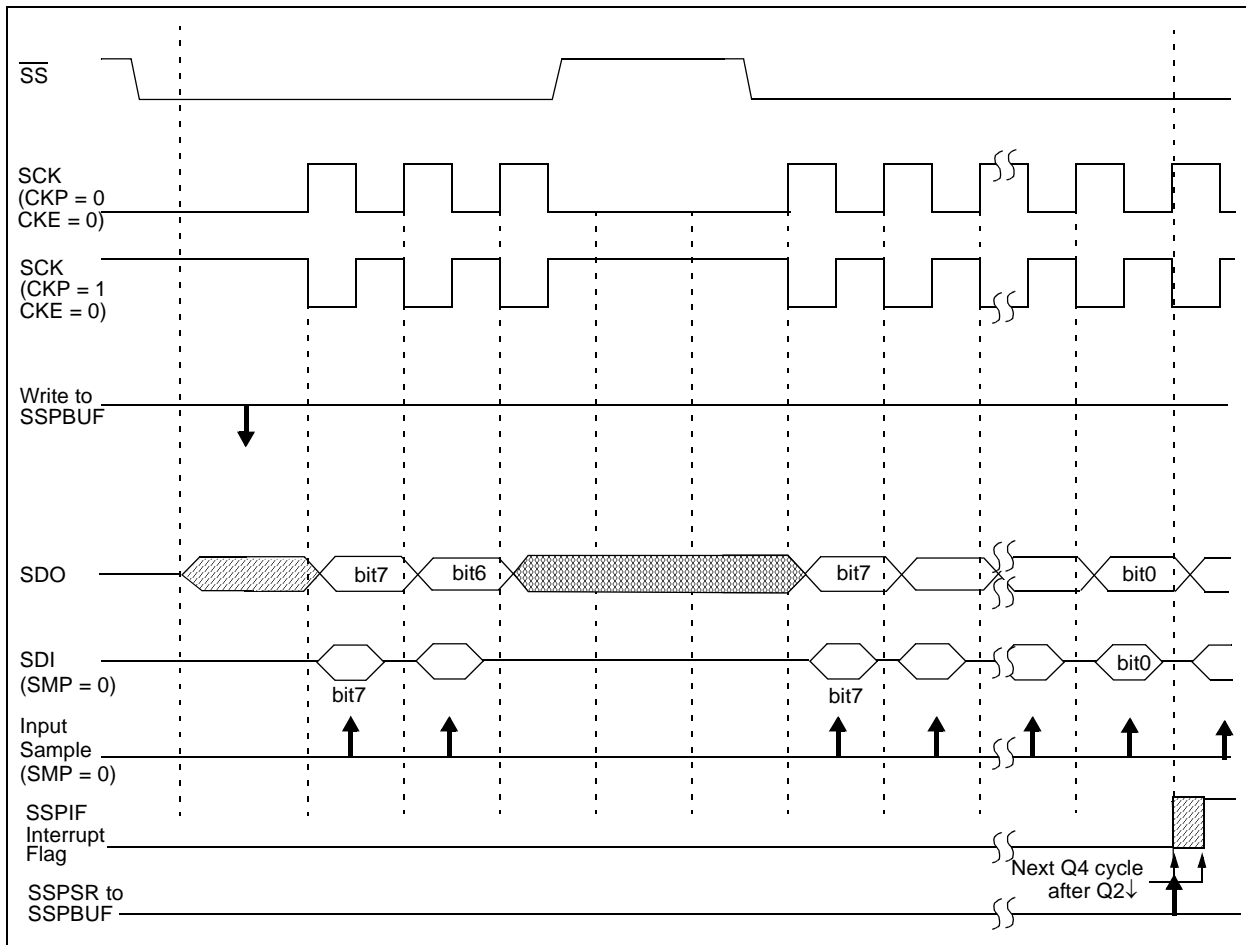 SS
SCK
(CKP = 0
CKE = 0)
SCK
(CKP = 1
CKE = 0)
Write to
SSPBUF
SDO
bit7
bit6
bit7
bit0
SDI
(SMP = 0)
bit7
bit7
bit0
Input
Sample
(SMP = 0)
SSPIF
Interrupt
Flag
Next Q4 cycle
after Q2↓
SSPSR to
SSPBUF